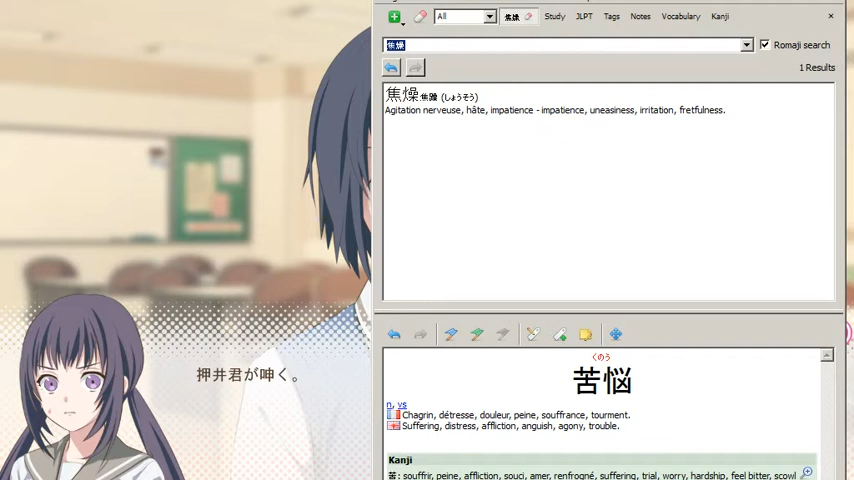 All
焦燥
Study
JLPT
Tags
Notes
Vocabulary
Kanji
×
焦燥
Romaji search
1 Results
焦燥 焦躁 (しょうそう)
Agitation nerveuse, hâte, impatience - impatience, uneasiness, irritation, fretfulness.
押井君が呻く。
くのう
苦悩
n, vs
Chagrin, détresse, douleur, peine, souffrance, tourment.
Suffering, distress, affliction, anguish, agony, trouble.
Kanji
苦: souffrir, peine, affliction, souci, amer, renfrogné, suffering, trial, worry, hardship, feel bitter, scowl